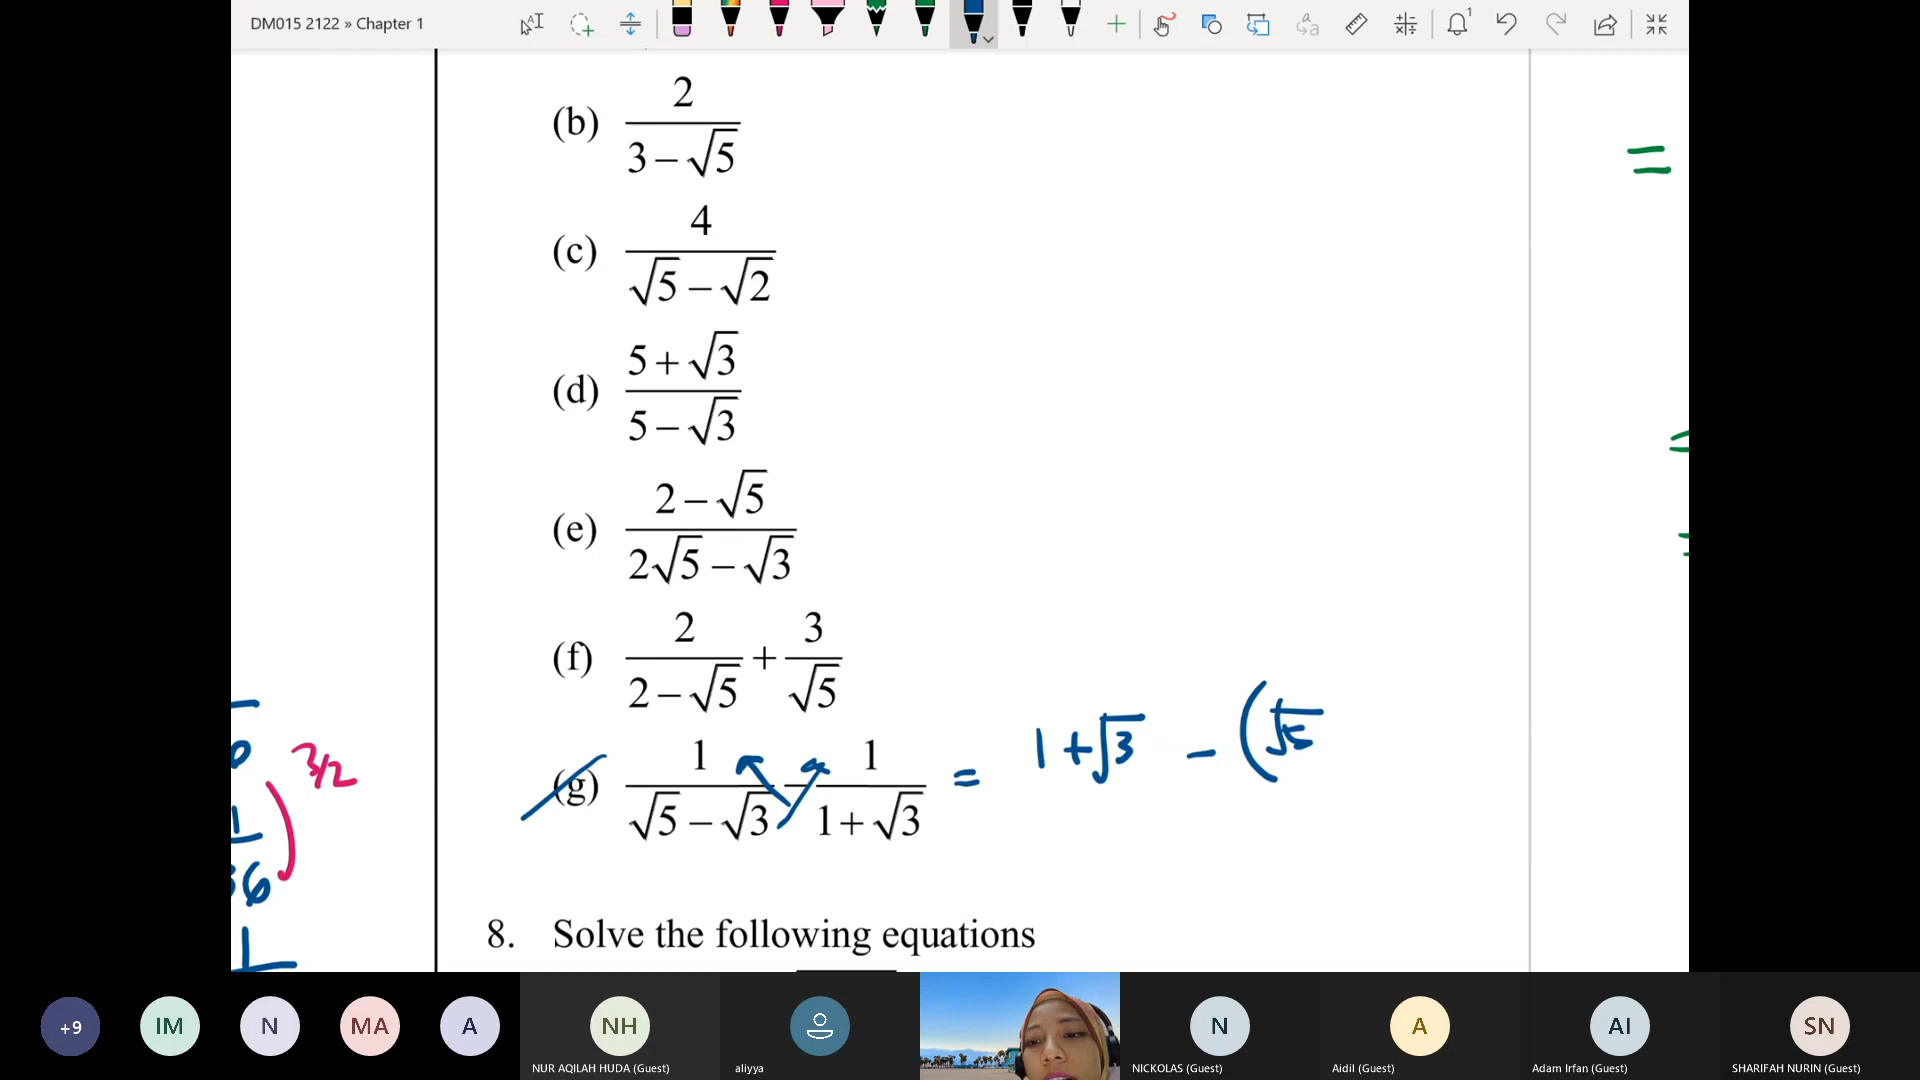 DM015 2122 » Chapter 1
(b) 2/(3 − √5)
=
(c) 4/(√5 − √2)
(d) (5 + √3)/(5 − √3)
(e) (2 − √5)/(2√5 − √3)
(f) 2/(2 − √5) + 3/√5
(g) 1/(√5 − √3) − 1/(1 + √3) = 1 + √3 − (√5
) 3/2
1
6
1
8. Solve the following equations
+9
IM
N
MA
A
NH
N
A
AI
SN
NUR AQILAH HUDA (Guest)
aliyya
NICKOLAS (Guest)
Aidil (Guest)
Adam Irfan (Guest)
SHARIFAH NURIN (Guest)